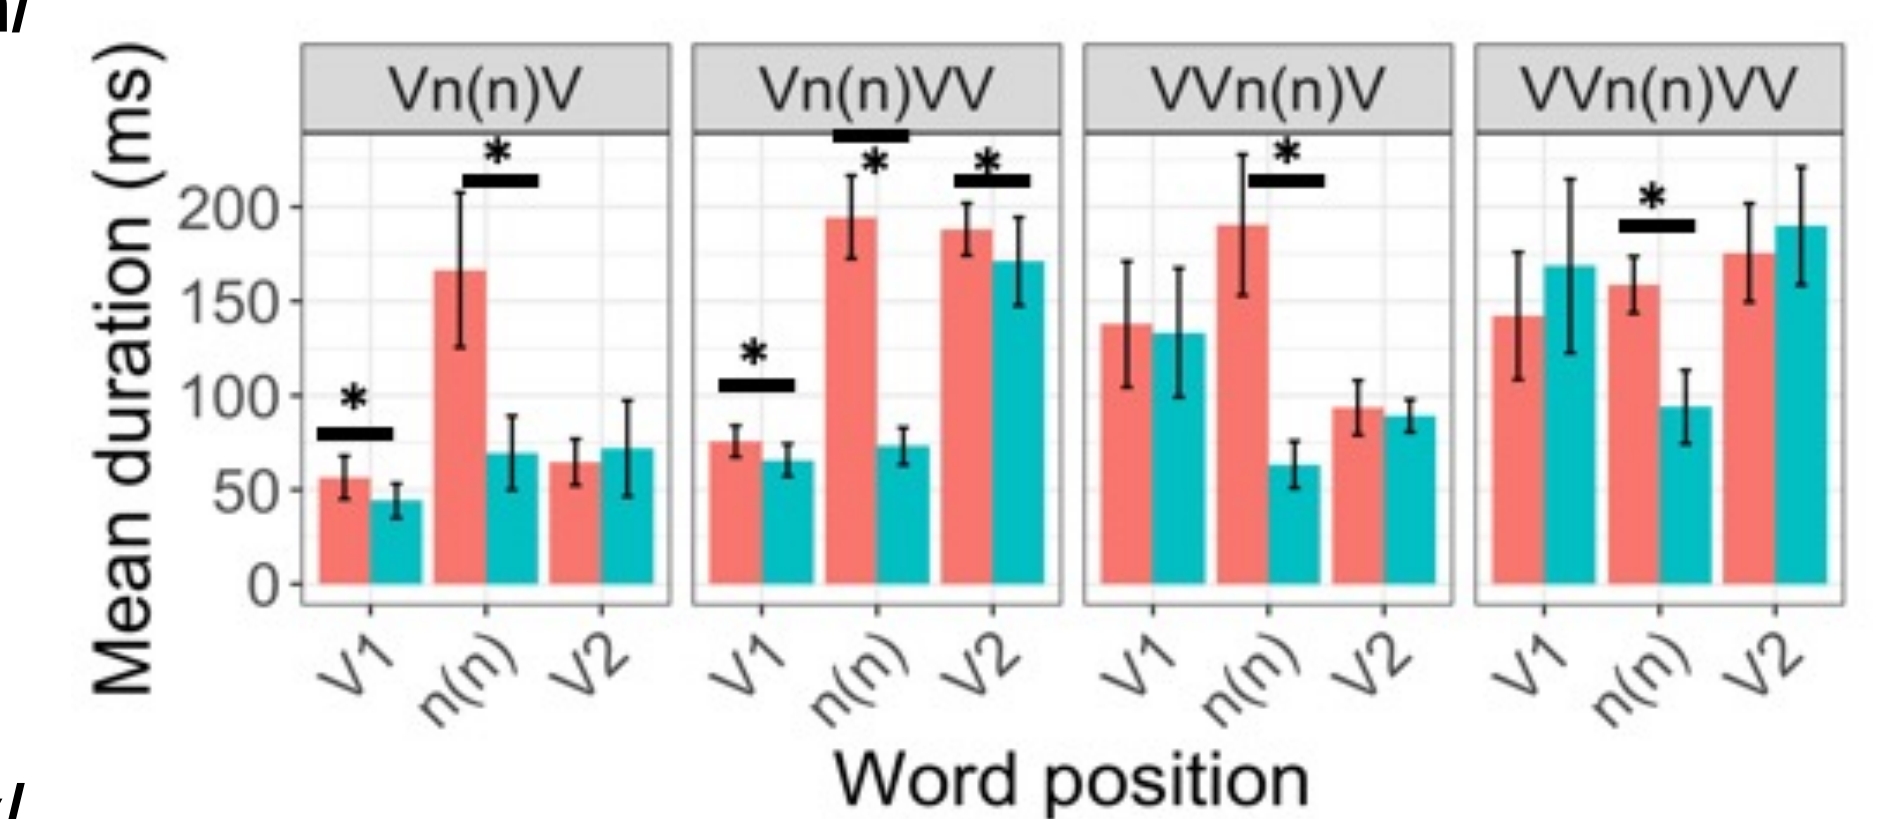 Vn(n)V Vn(n)VV VVn(n)V VVn(n)VV
Mean duration (ms)
200
150
100
50
0
* * * * * * *
V1 n(n) V2 V1 n(n) V2 V1 n(n) V2 V1 n(n) V2
Word position